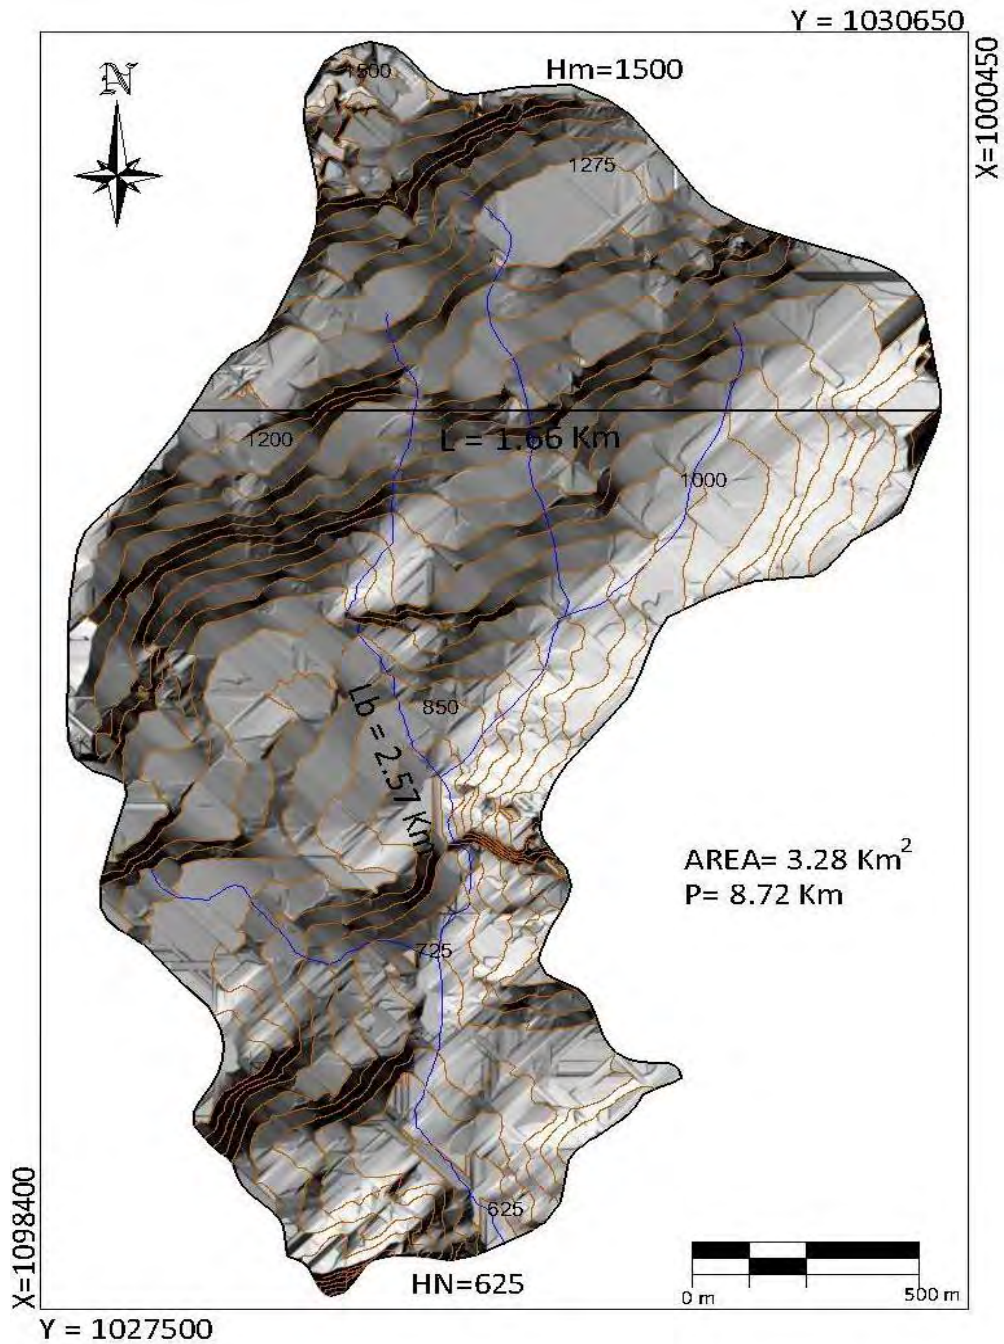 Y = 1030650
X=1000450
N
1500
Hm=1500
1275
L = 1.66 Km
1200
1000
Lb = 2.57 Km
850
AREA= 3.28 Km²
P= 8.72 Km
725
625
HN=625
0 m
500 m
X=1098400
Y = 1027500